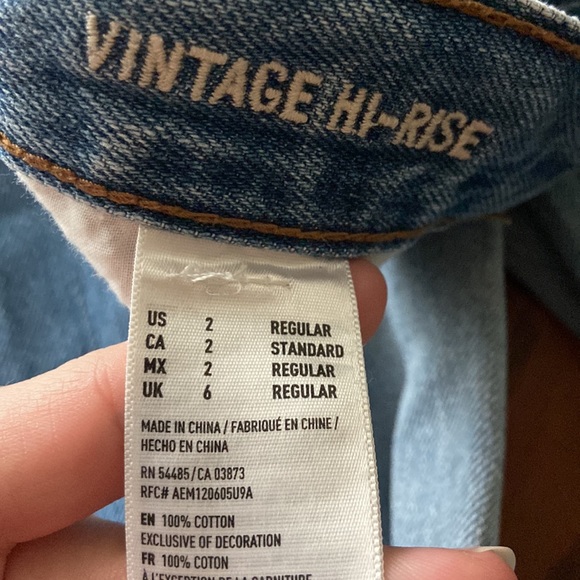 VINTAGE HI-RISE
US 2 REGULAR
CA 2 STANDARD
MX 2 REGULAR
UK 6 REGULAR
MADE IN CHINA / FABRIQUÉ EN CHINE /
HECHO EN CHINA
RN 54485/CA 03873
RFC# AEM120605U9A
EN 100% COTTON
EXCLUSIVE OF DECORATION
FR 100% COTON
À L'EXCEPTION DE LA GARNITURE